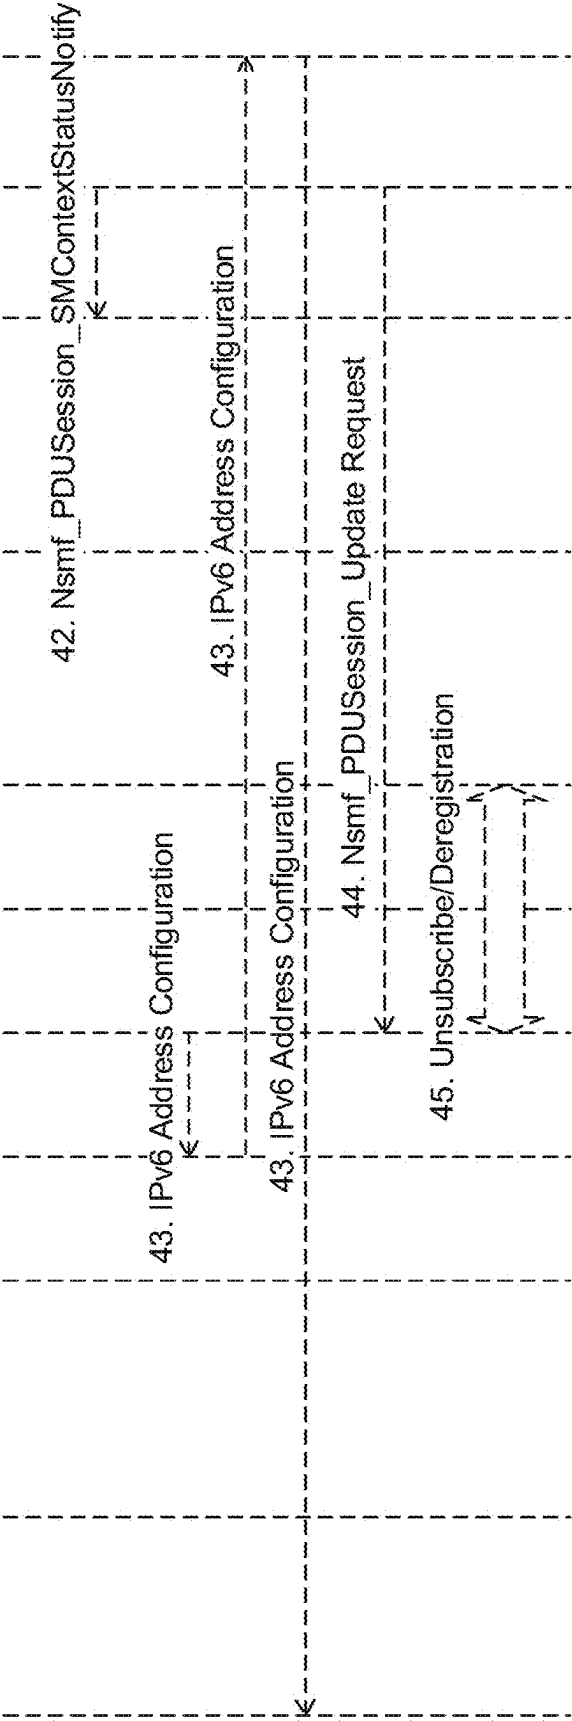 42. Nsmf_PDUSession_SMContextStatusNotify
43. IPv6 Address Configuration
43. IPv6 Address Configuration
43. IPv6 Address Configuration
44. Nsmf_PDUSession_Update Request
45. Unsubscribe/Deregistration